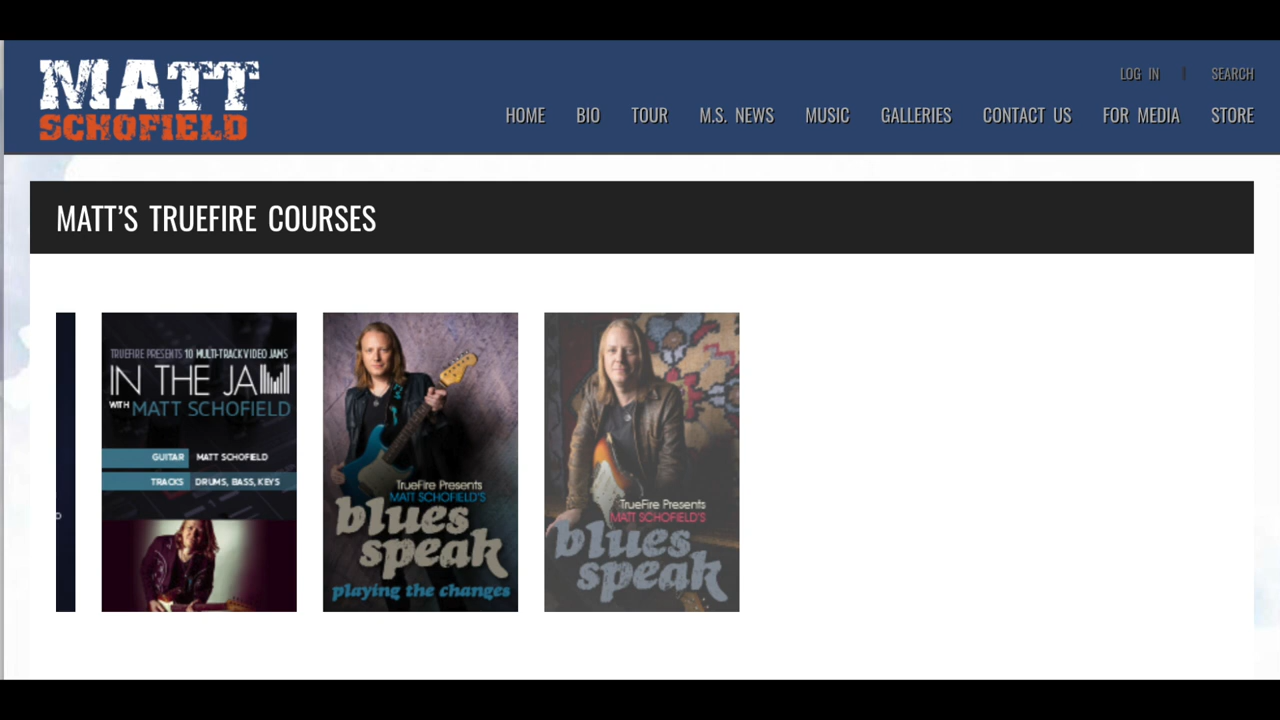 MATT
SCHOFIELD
LOG IN | SEARCH
HOME BIO TOUR M.S. NEWS MUSIC GALLERIES CONTACT US FOR MEDIA STORE
MATT’S TRUEFIRE COURSES
TRUEFIRE PRESENTS 10 MULTI-TRACK VIDEO JAMS
IN THE JAM
WITH MATT SCHOFIELD
GUITAR MATT SCHOFIELD
TRACKS DRUMS, BASS, KEYS
TrueFire Presents
MATT SCHOFIELD'S
blues
speak
playing the changes
TrueFire Presents
MATT SCHOFIELD'S
blues
speak